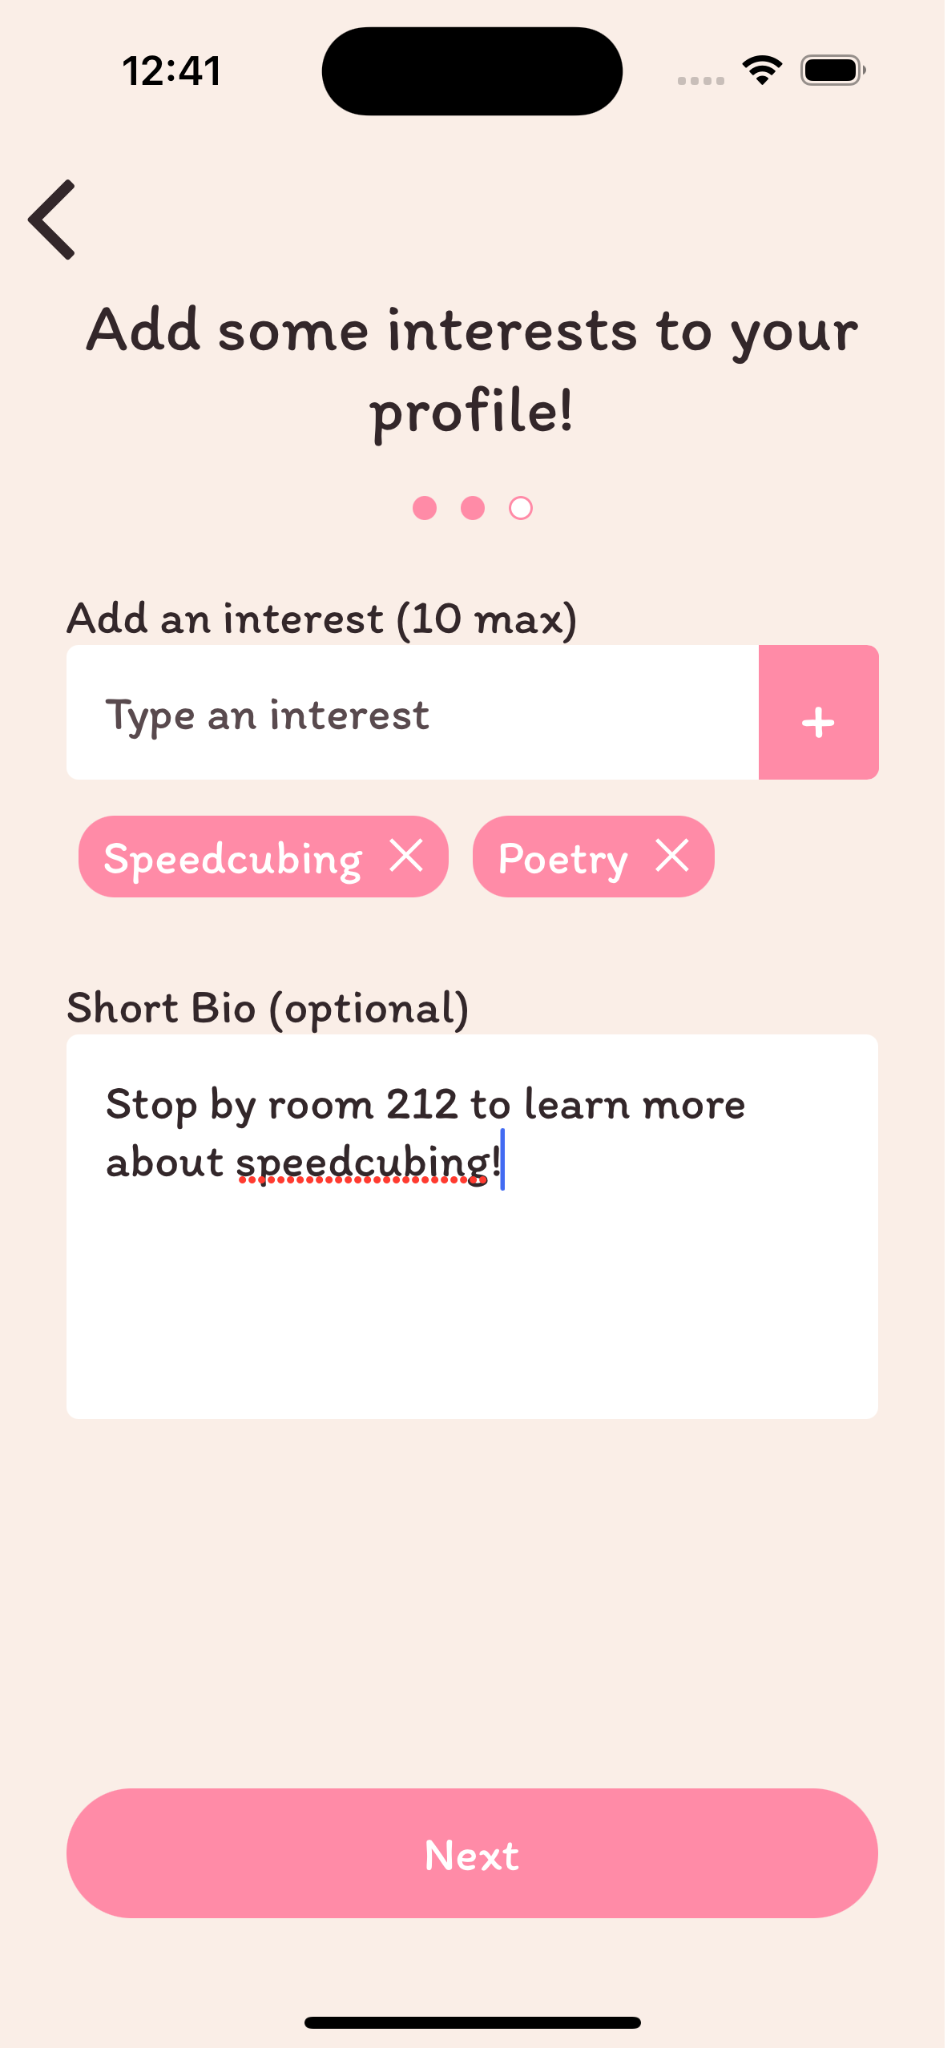 12:41
Add some interests to your
profile!
Add an interest (10 max)
Type an interest
+
Speedcubing
Poetry
Short Bio (optional)
Stop by room 212 to learn more
about speedcubing!
Next